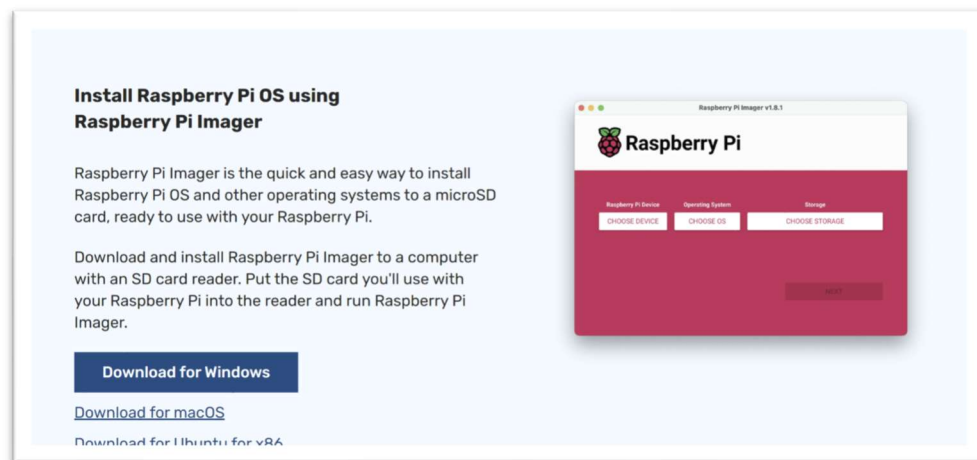 Install Raspberry Pi OS using
Raspberry Pi Imager
Raspberry Pi Imager is the quick and easy way to install
Raspberry Pi OS and other operating systems to a microSD
card, ready to use with your Raspberry Pi.
Download and install Raspberry Pi Imager to a computer
with an SD card reader. Put the SD card you'll use with
your Raspberry Pi into the reader and run Raspberry Pi
Imager.
Download for Windows
Download for macOS
Download for Ubuntu for x86
Raspberry Pi Imager v1.8.1
Raspberry Pi
Raspberry Pi Device Operating System Storage
CHOOSE DEVICE CHOOSE OS CHOOSE STORAGE
NEXT